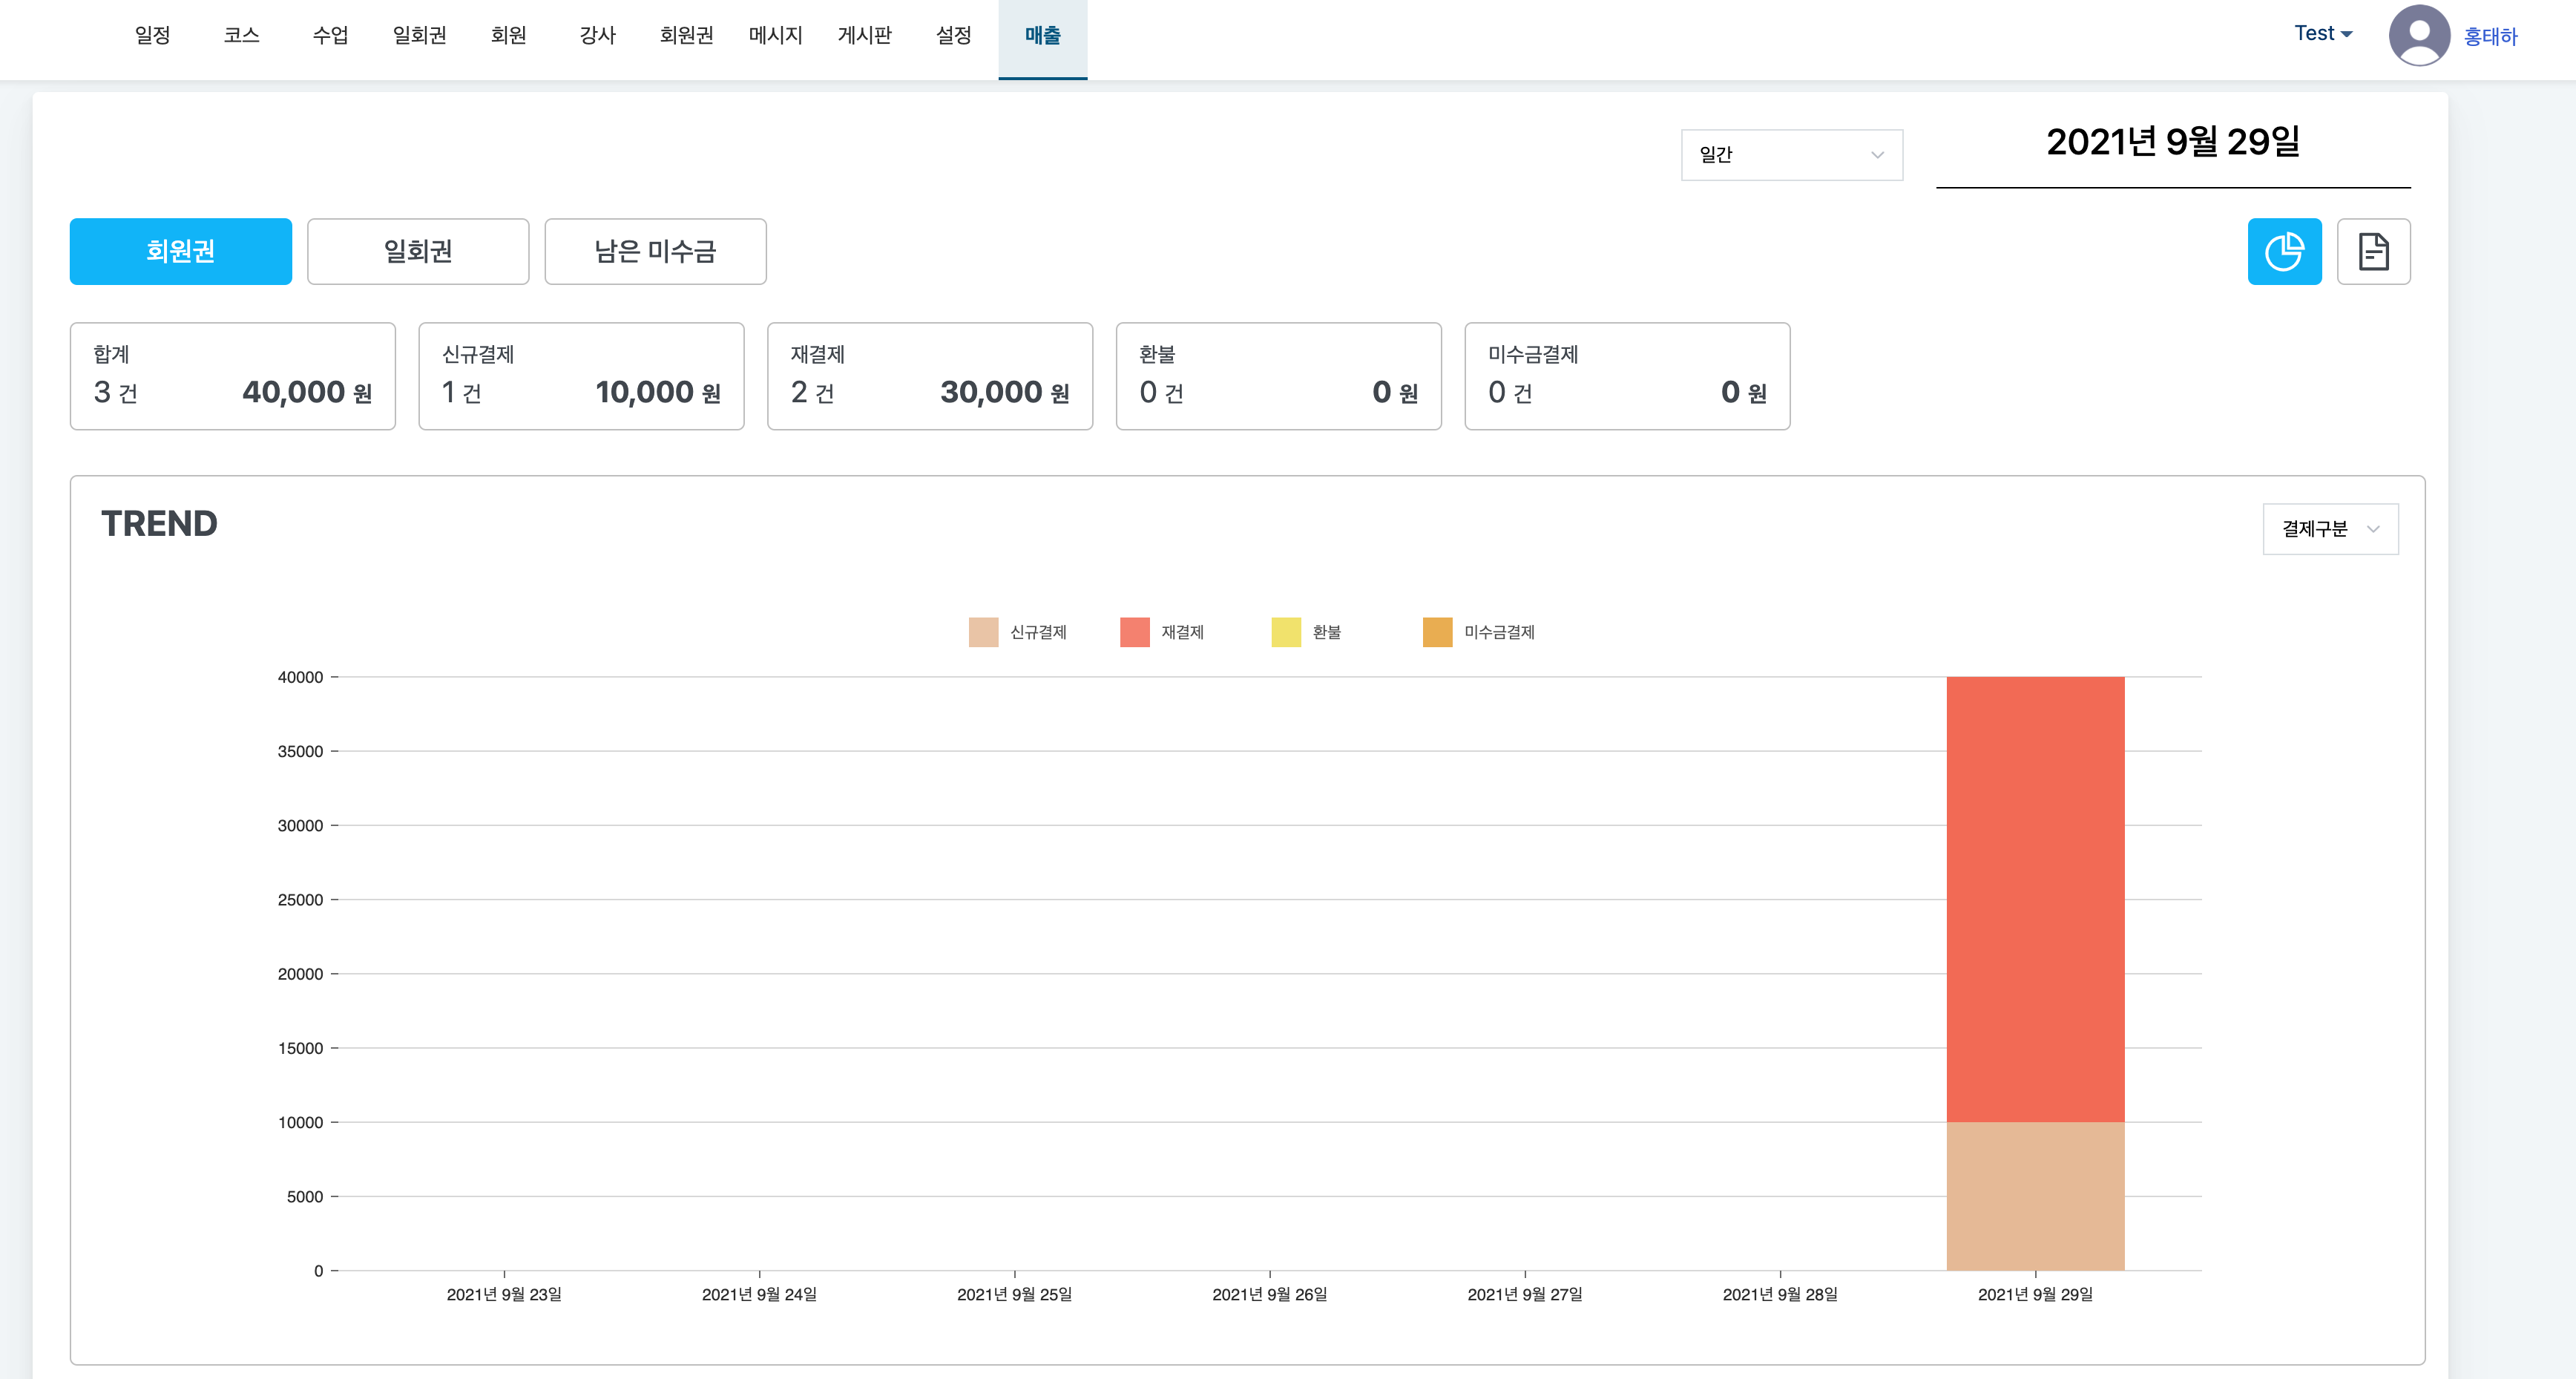 일정 코스 수업 일회권 회원 강사 회원권 메시지 게시판 설정 매출 Test 홍태하
일간 2021년 9월 29일
회원권 일회권 남은 미수금
합계 신규결제 재결제 환불 미수금결제
3 건 40,000 원 1 건 10,000 원 2 건 30,000 원 0 건 0 원 0 건 0 원
TREND 결제구분
신규결제 재결제 환불 미수금결제
40000
35000
30000
25000
20000
15000
10000
5000
0
2021년 9월 23일 2021년 9월 24일 2021년 9월 25일 2021년 9월 26일 2021년 9월 27일 2021년 9월 28일 2021년 9월 29일